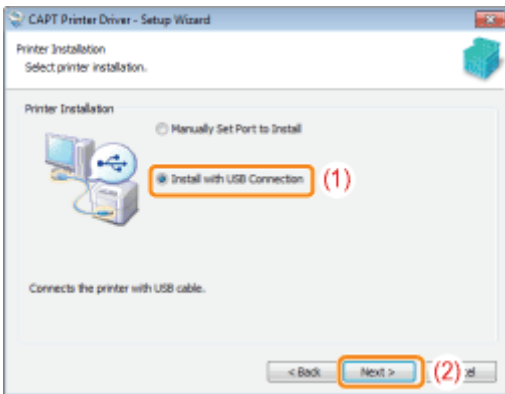 CAPT Printer Driver - Setup Wizard
Printer Installation
Select printer installation.
Printer Installation
Manually Set Port to Install
Install with USB Connection
(1)
Connects the printer with USB cable.
< Back
Next >
(2)